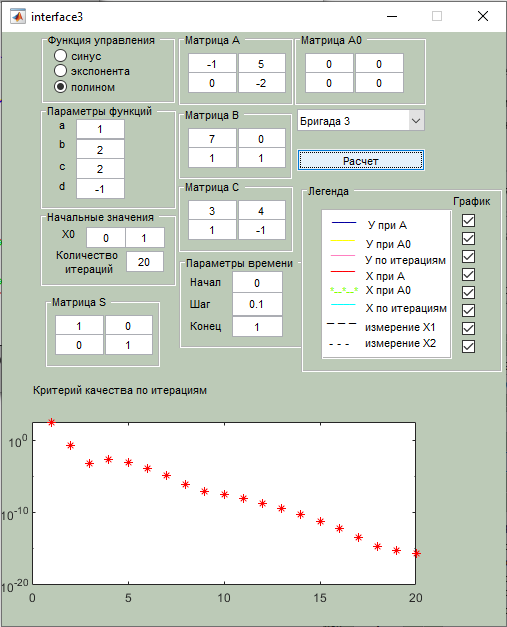 interface3
Функция управления
синус
экспонента
полином
Матрица A
-1 5
0 -2
Матрица A0
0 0
0 0
Параметры функций
a 1
b 2
c 2
d -1
Матрица B
7 0
1 1
Бригада 3
Расчет
Матрица C
3 4
1 -1
Начальные значения
X0 0 1
Количество
итераций 20
Параметры времени
Начал 0
Шаг 0.1
Конец 1
Матрица S
1 0
0 1
Легенда
График
У при А
У при А0
У по итерациям
Х при А
Х при А0
Х по итерациям
измерение X1
измерение X2
Критерий качества по итерациям
10^0
10^-10
10^-20
0 5 10 15 20